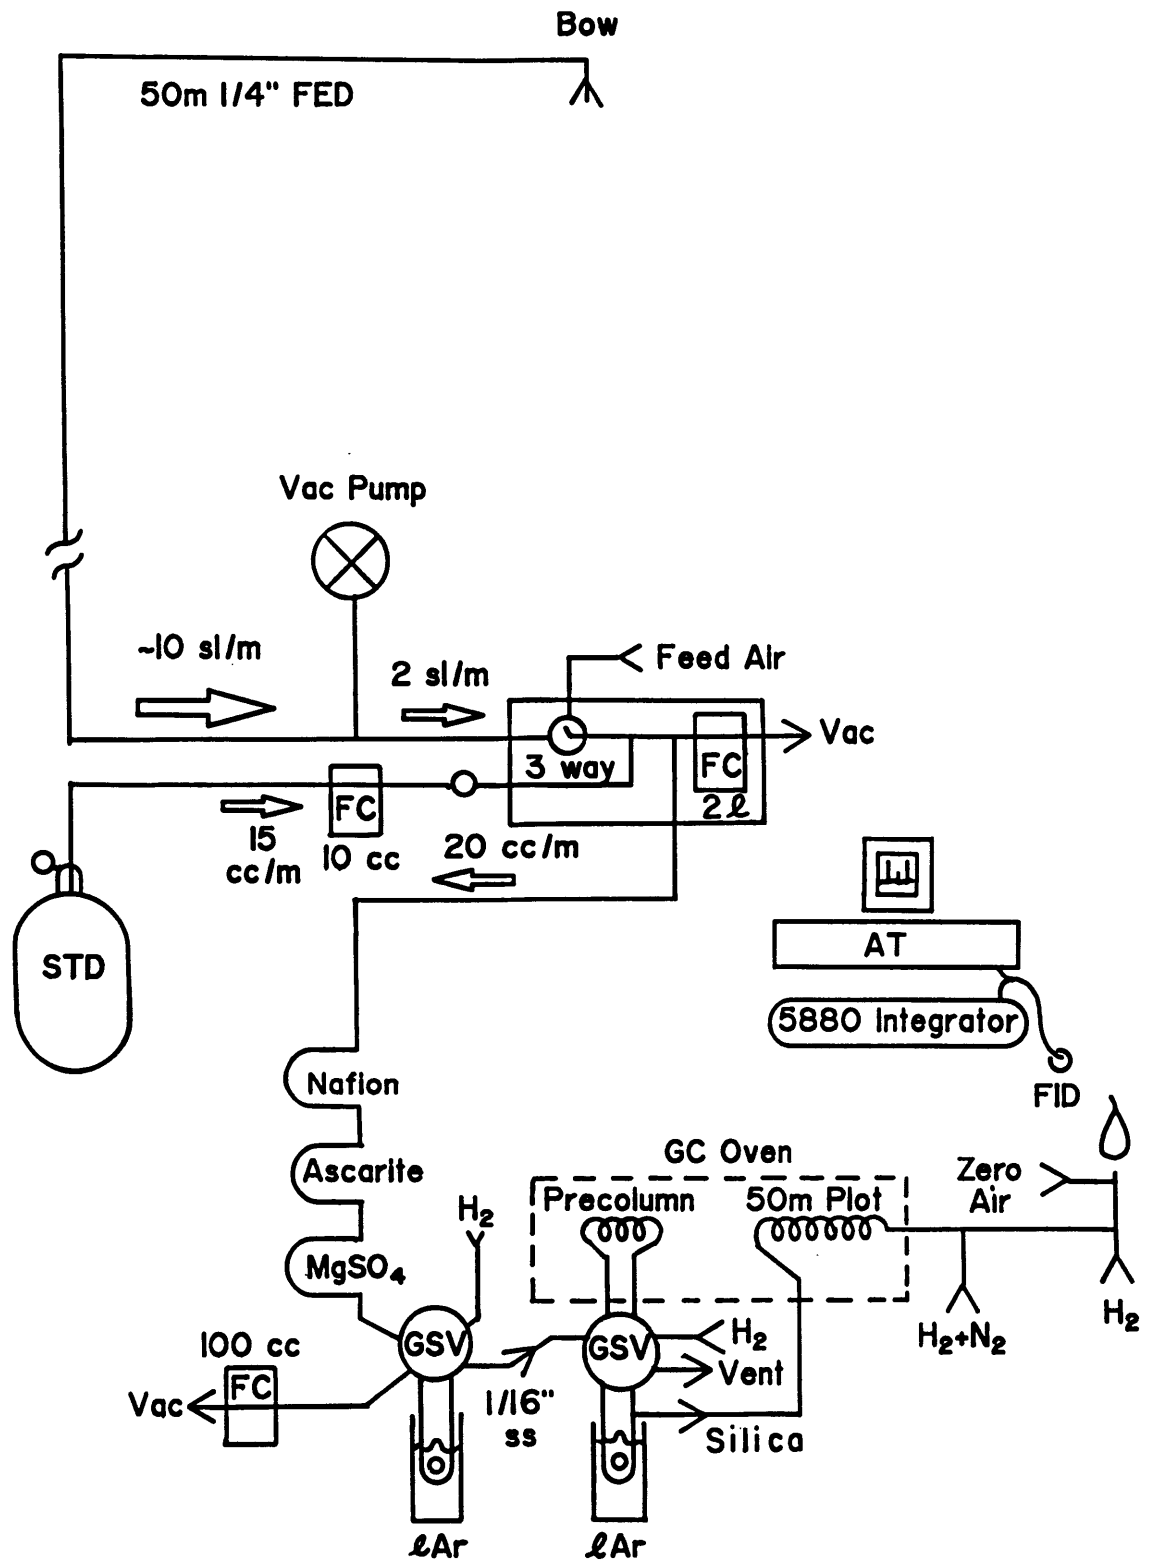 Bow
50m 1/4" FED
Vac Pump
~10 sl/m
2 sl/m
Feed Air
Vac
3 way
FC
2ℓ
FC
15
cc/m
10 cc
20 cc/m
STD
AT
5880 Integrator
FID
Nafion
Ascarite
MgSO₄
H₂
GC Oven
Precolumn
50m Plot
Zero
Air
H₂
H₂+N₂
GSV
GSV
H₂
Vent
100 cc
FC
Vac
1/16"
ss
Silica
ℓAr
ℓAr